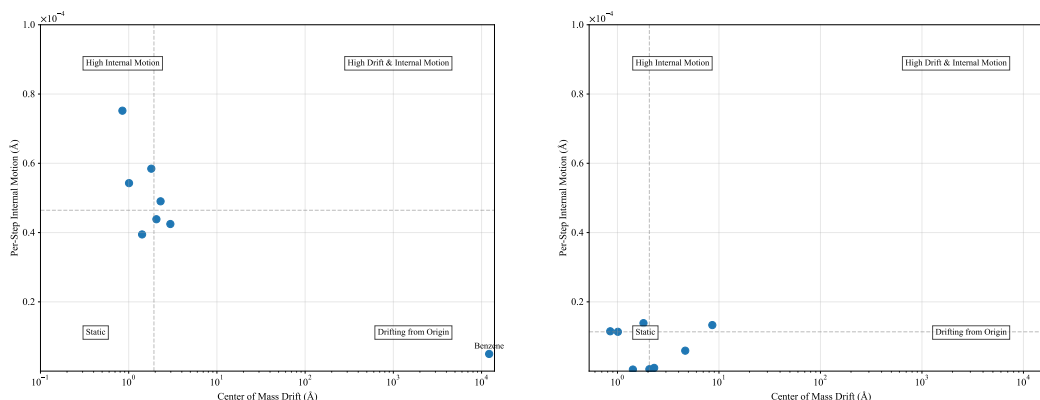 ×10⁻⁴
1.0
High Internal Motion
High Drift & Internal Motion
0.8
0.6
Per-Step Internal Motion (Å)
0.4
0.2
Static
Drifting from Origin
Benzene
10⁻¹ 10⁰ 10¹ 10² 10³ 10⁴
Center of Mass Drift (Å)
×10⁻⁴
1.0
High Internal Motion
High Drift & Internal Motion
0.8
0.6
Per-Step Internal Motion (Å)
0.4
0.2
Static
Drifting from Origin
10⁰ 10¹ 10² 10³ 10⁴
Center of Mass Drift (Å)